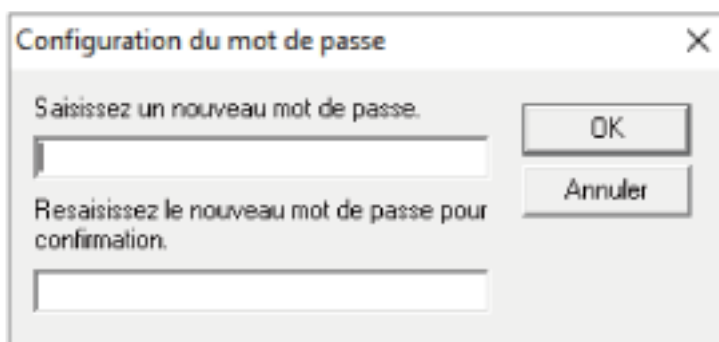 Configuration du mot de passe
Saisissez un nouveau mot de passe.
OK
Annuler
Resaisissez le nouveau mot de passe pour
confirmation.